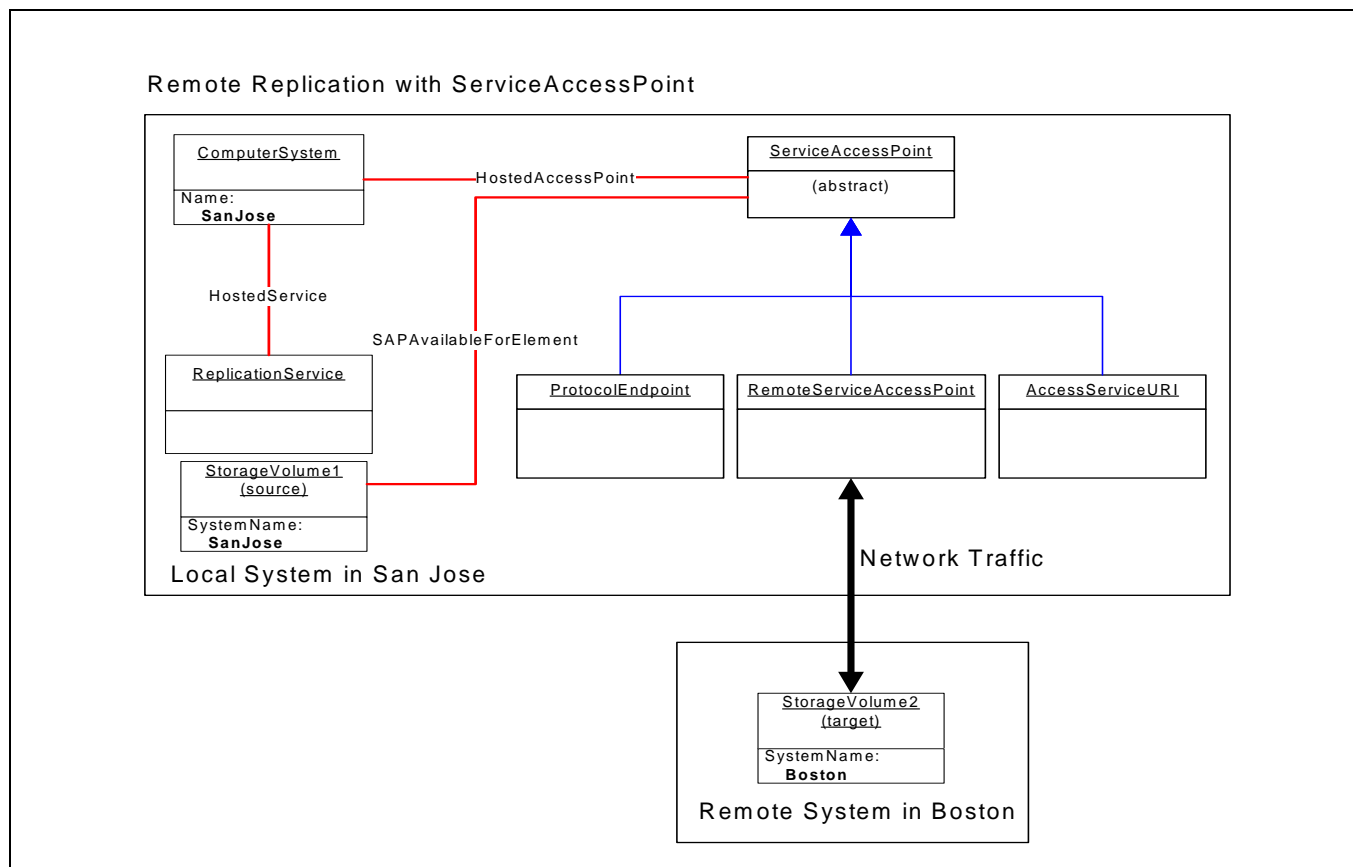 Remote Replication with ServiceAccessPoint
ComputerSystem
Name:
SanJose
HostedAccessPoint
ServiceAccessPoint
(abstract)
HostedService
SAPAvailableForElement
ReplicationService
ProtocolEndpoint
RemoteServiceAccessPoint
AccessServiceURI
StorageVolume1
(source)
SystemName:
SanJose
Local System in San Jose
Network Traffic
StorageVolume2
(target)
SystemName:
Boston
Remote System in Boston